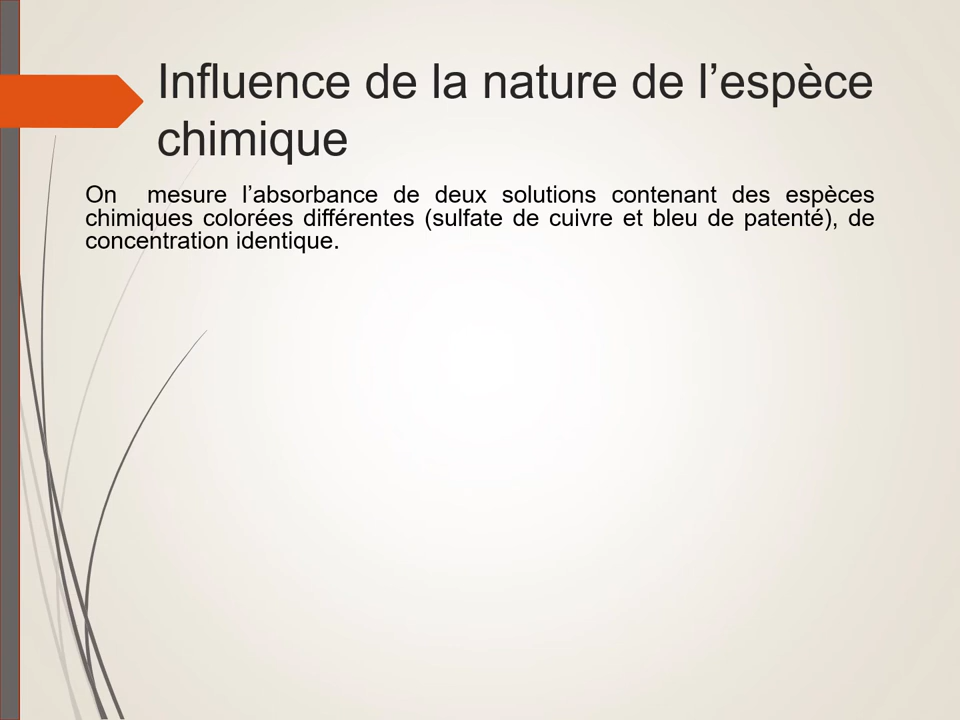 Influence de la nature de l’espèce
chimique
On mesure l’absorbance de deux solutions contenant des espèces
chimiques colorées différentes (sulfate de cuivre et bleu de patenté), de
concentration identique.